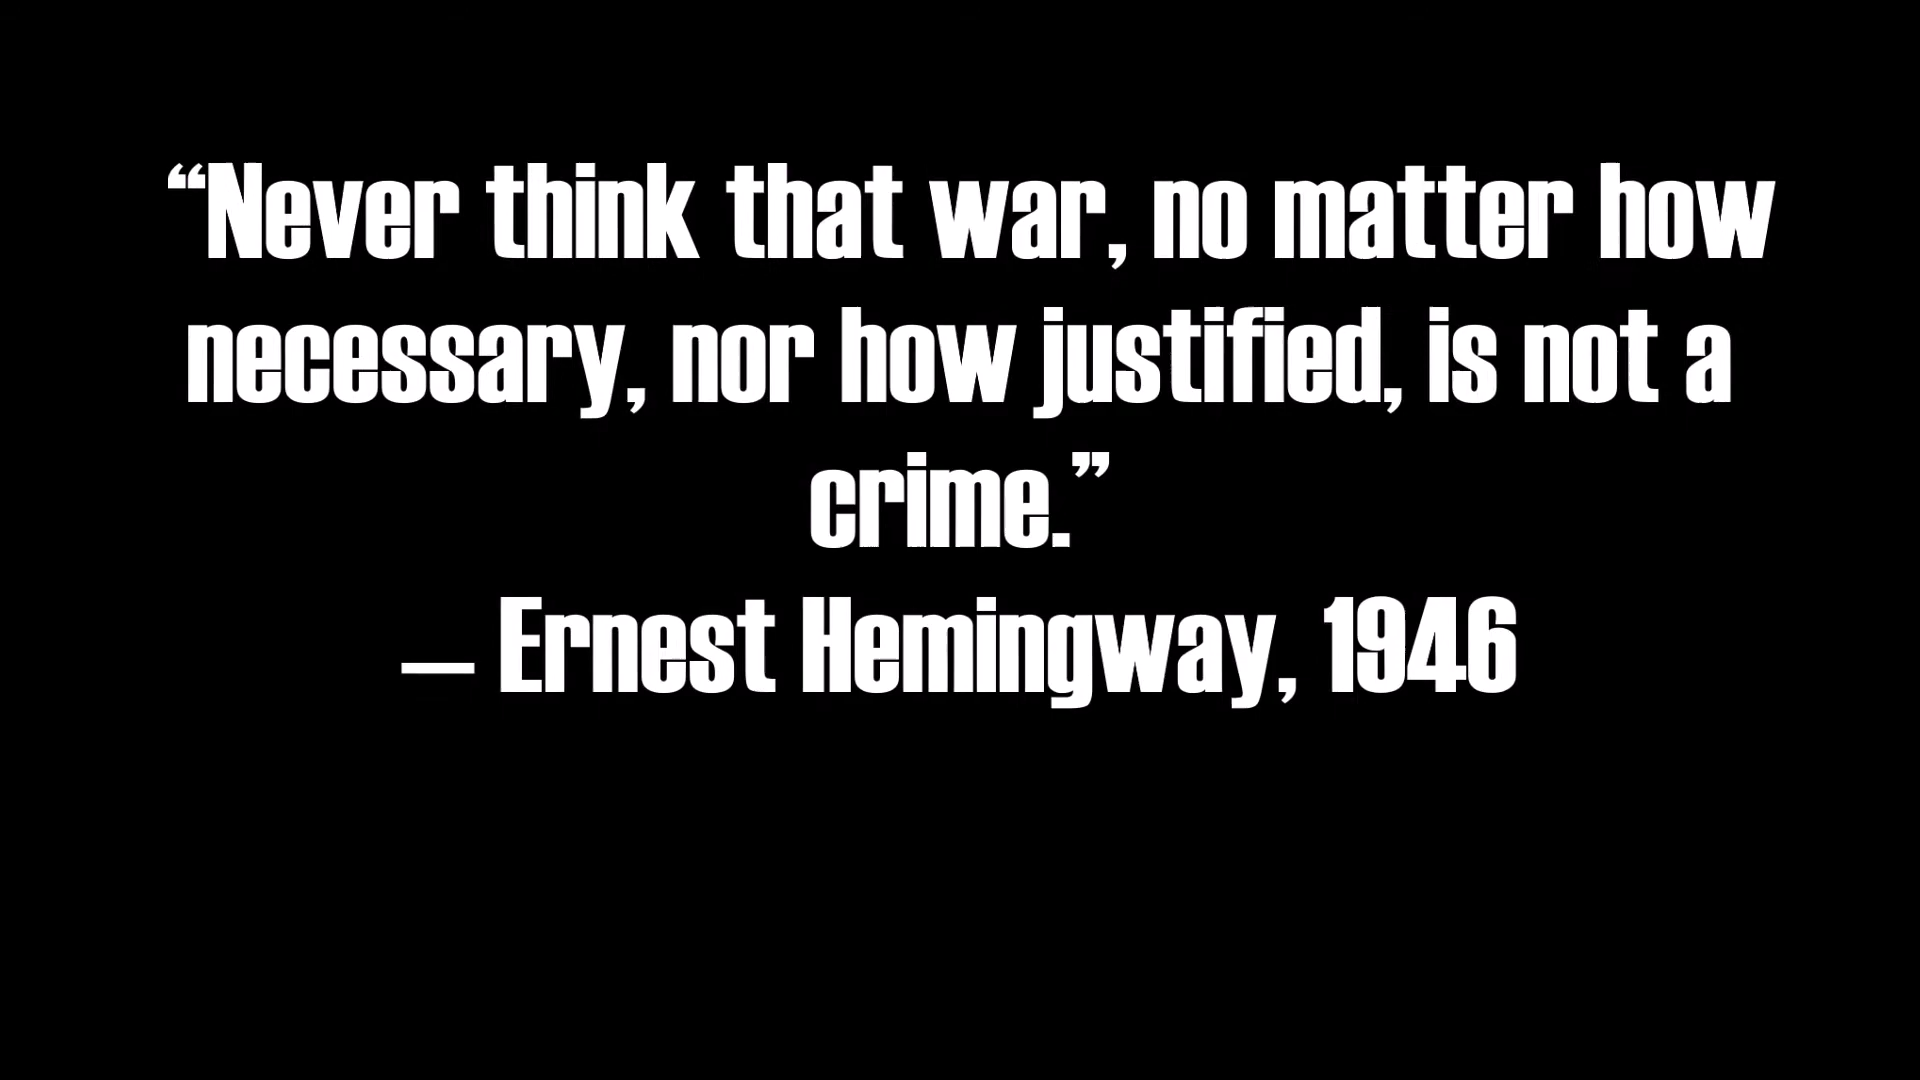 “Never think that war, no matter how
necessary, nor how justified, is not a
crime.”
— Ernest Hemingway, 1946